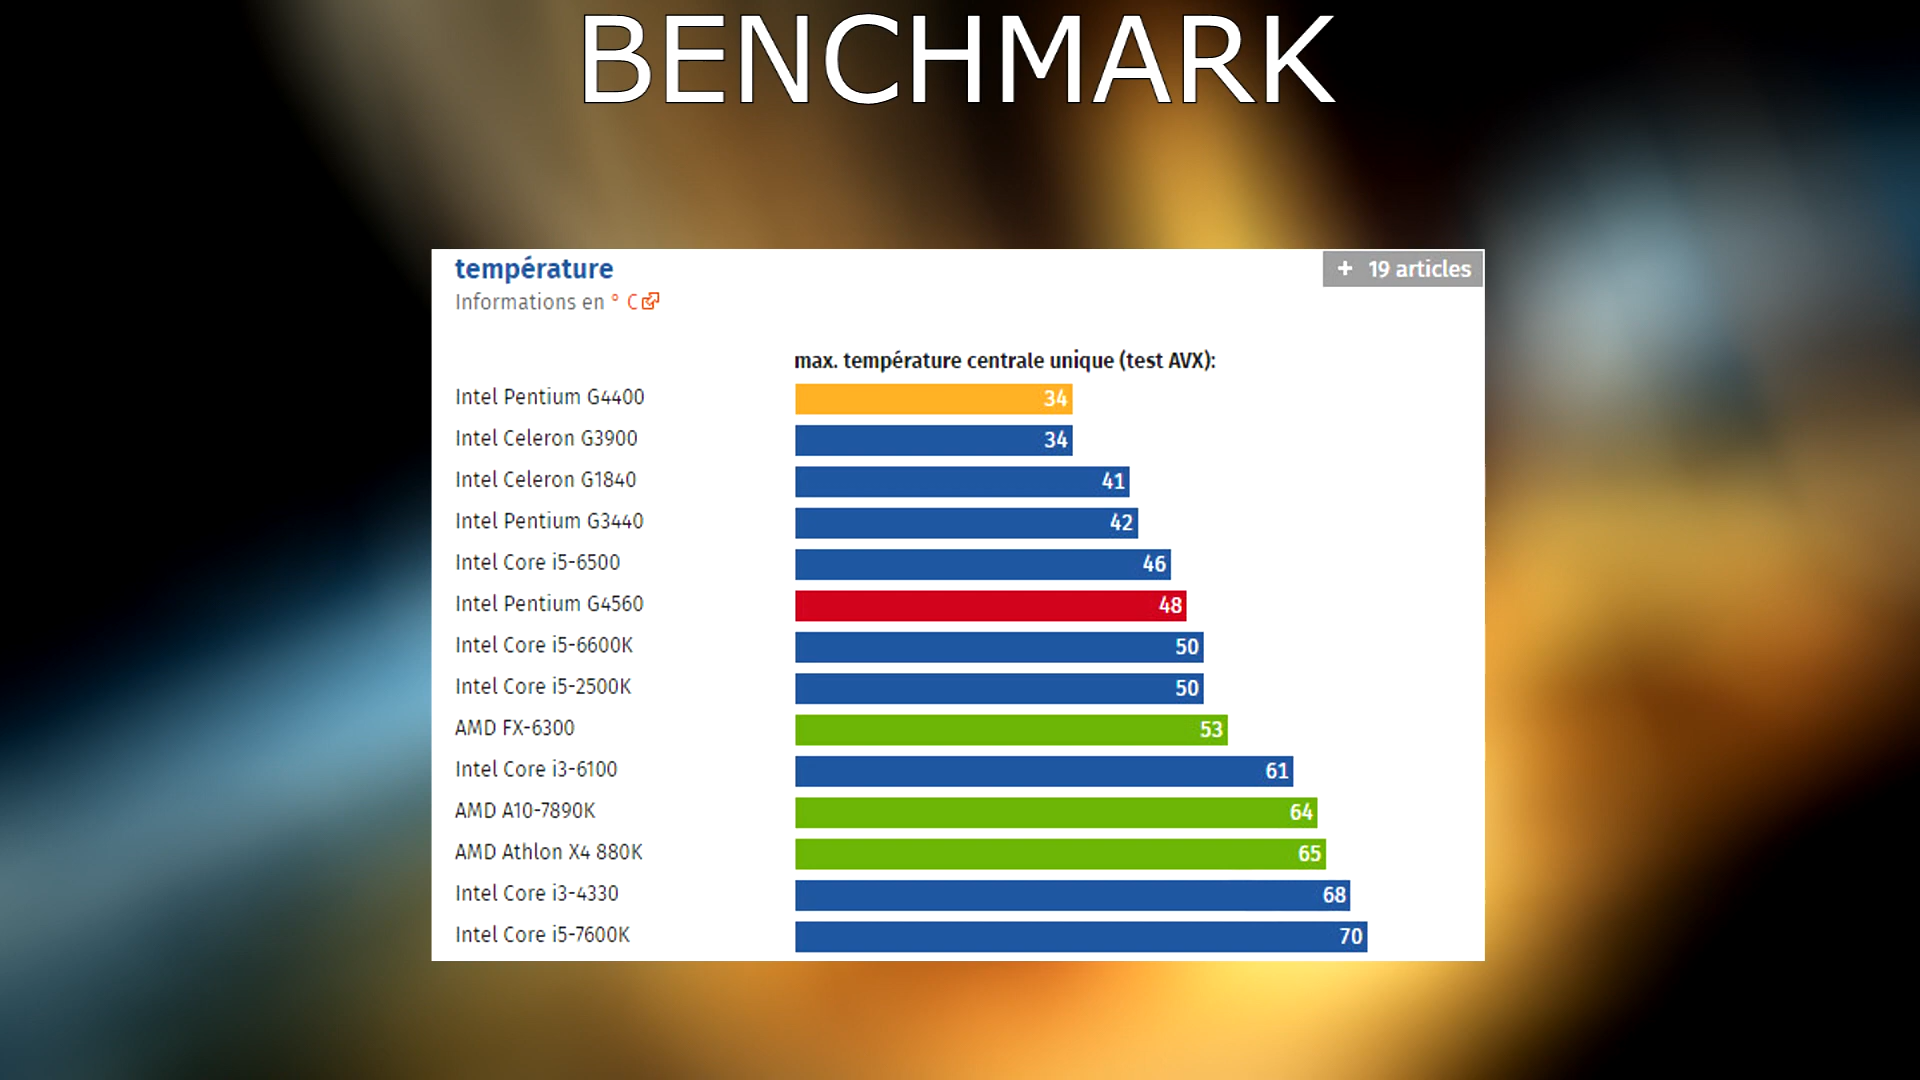 BENCHMARK
température
+ 19 articles
Informations en ° C
max. température centrale unique (test AVX):
Intel Pentium G4400 34
Intel Celeron G3900 34
Intel Celeron G1840 41
Intel Pentium G3440 42
Intel Core i5-6500 46
Intel Pentium G4560 48
Intel Core i5-6600K 50
Intel Core i5-2500K 50
AMD FX-6300 53
Intel Core i3-6100 61
AMD A10-7890K 64
AMD Athlon X4 880K 65
Intel Core i3-4330 68
Intel Core i5-7600K 70